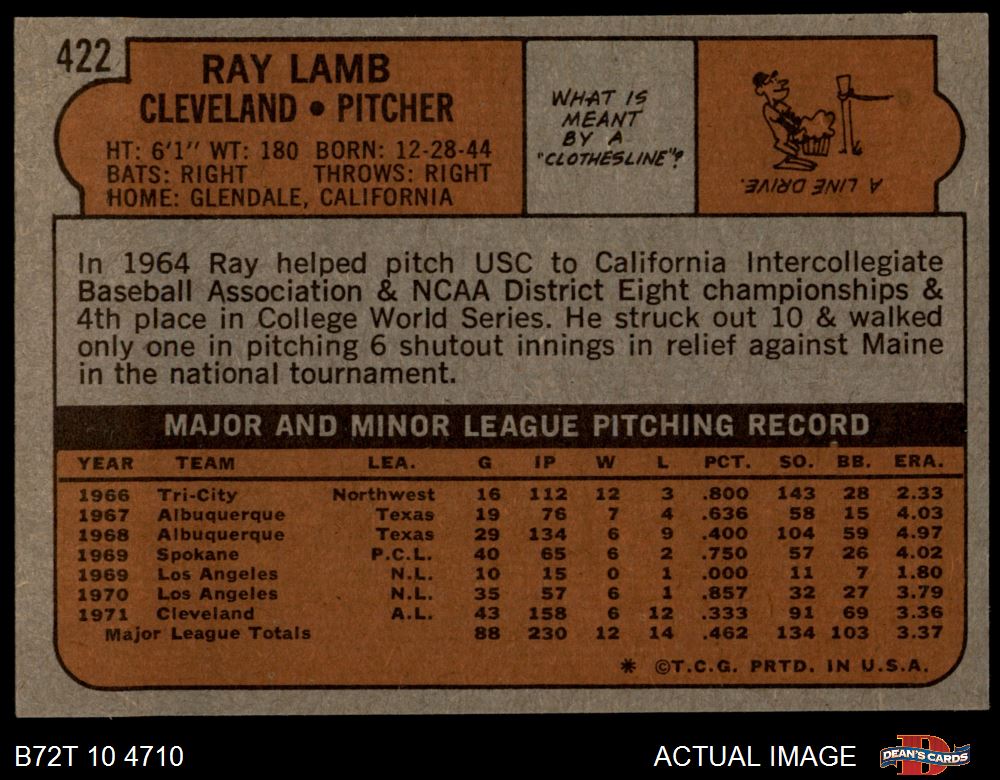 422
RAY LAMB
CLEVELAND • PITCHER
HT: 6'1" WT: 180 BORN: 12-28-44
BATS: RIGHT THROWS: RIGHT
HOME: GLENDALE, CALIFORNIA
WHAT IS
MEANT
BY A
"CLOTHESLINE"?
A LINE DRIVE.
In 1964 Ray helped pitch USC to California Intercollegiate
Baseball Association & NCAA District Eight championships &
4th place in College World Series. He struck out 10 & walked
only one in pitching 6 shutout innings in relief against Maine
in the national tournament.
MAJOR AND MINOR LEAGUE PITCHING RECORD
YEAR TEAM LEA. G IP W L PCT. SO. BB. ERA.
1966 Tri-City Northwest 16 112 12 3 .800 143 28 2.33
1967 Albuquerque Texas 19 76 7 4 .636 58 15 4.03
1968 Albuquerque Texas 29 134 6 9 .400 104 59 4.97
1969 Spokane P.C.L. 40 65 6 2 .750 57 26 4.02
1969 Los Angeles N.L. 10 15 0 1 .000 11 7 1.80
1970 Los Angeles N.L. 35 57 6 1 .857 32 27 3.79
1971 Cleveland A.L. 43 158 6 12 .333 91 69 3.36
Major League Totals 88 230 12 14 .462 134 103 3.37
* ©T.C.G. PRTD. IN U.S.A.
B72T 10 4710
ACTUAL IMAGE
DEAN'S CARDS